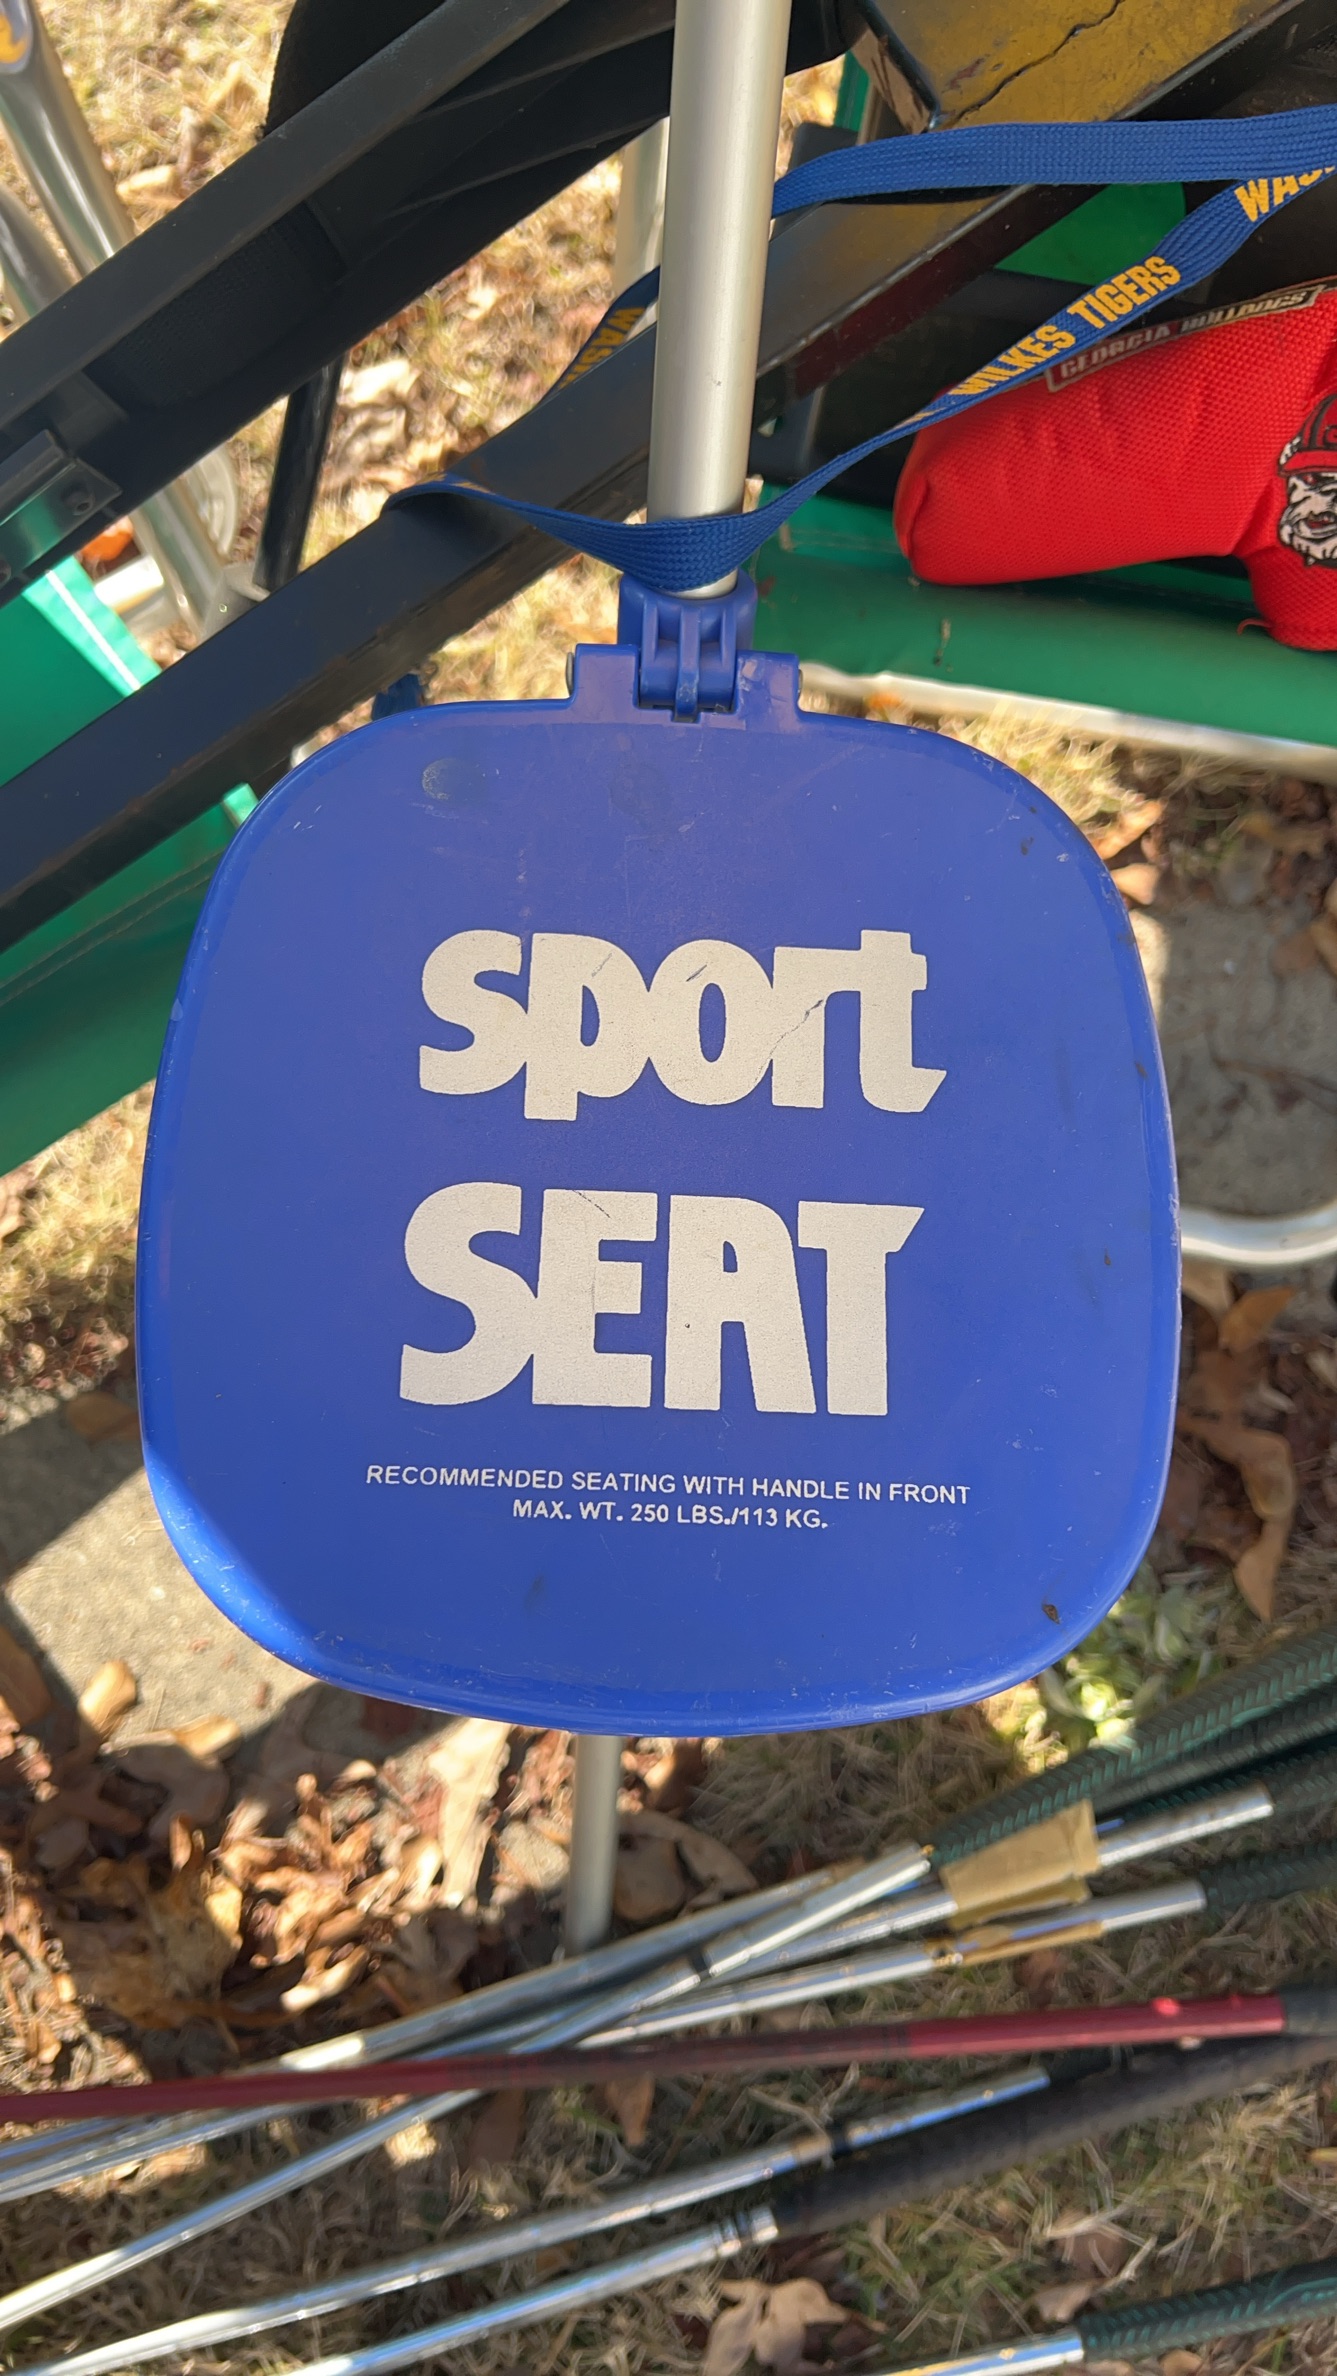 WILKES TIGERS
GEORGIA BULLDOGS
sport
SEAT
RECOMMENDED SEATING WITH HANDLE IN FRONT
MAX. WT. 250 LBS./113 KG.